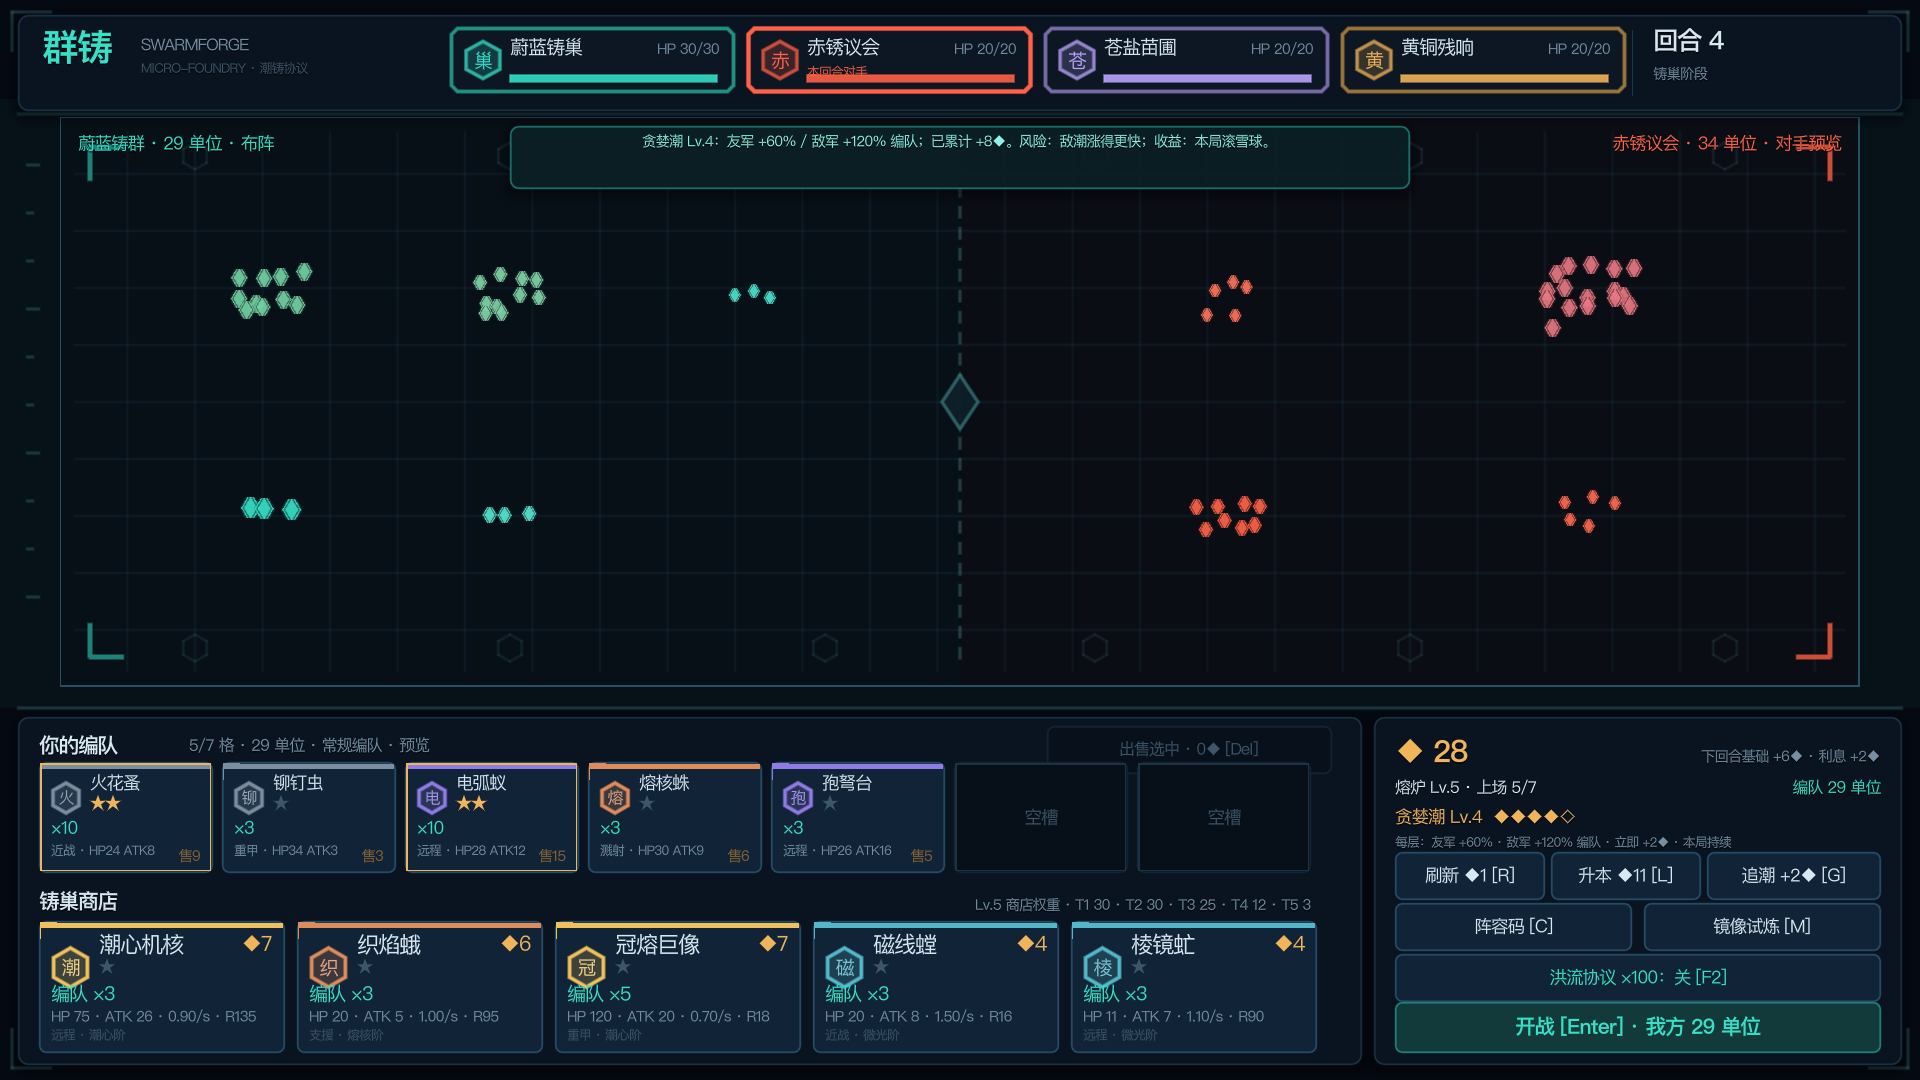 群铸
SWARMFORGE
MICRO-FOUNDRY · 潮铸协议
巢
蔚蓝铸巢
HP 30/30
赤
赤锈议会
HP 20/20
本回合对手
苍
苍盐苗圃
HP 20/20
黄
黄铜残响
HP 20/20
回合 4
铸巢阶段
蔚蓝铸群 · 29 单位 · 布阵
贪婪潮 Lv.4：友军 +60% / 敌军 +120% 编队；已累计 +8◆。风险：敌潮涨得更快；收益：本局滚雪球。
赤锈议会 · 34 单位 · 对手预览
你的编队
5/7 格 · 29 单位 · 常规编队 · 预览
出售选中 · 0◆ [Del]
火
火花蚤
★★
×10
近战 · HP24 ATK8
售9
铆
铆钉虫
★
×3
重甲 · HP34 ATK3
售3
电
电弧蚁
★★
×10
远程 · HP28 ATK12
售15
熔
熔核蛛
★
×3
溅射 · HP30 ATK9
售6
孢
孢弩台
★
×3
远程 · HP26 ATK16
售5
空槽
空槽
铸巢商店
Lv.5 商店权重 · T1 30 · T2 30 · T3 25 · T4 12 · T5 3
潮
潮心机核
◆7
★
编队 ×3
HP 75 · ATK 26 · 0.90/s · R135
远程 · 潮心阶
织
织焰蛾
◆6
★
编队 ×3
HP 20 · ATK 5 · 1.00/s · R95
支援 · 熔核阶
冠
冠熔巨像
◆7
★
编队 ×5
HP 120 · ATK 20 · 0.70/s · R18
重甲 · 潮心阶
磁
磁线螳
◆4
★
编队 ×3
HP 20 · ATK 8 · 1.50/s · R16
近战 · 微光阶
棱
棱镜虻
◆4
★
编队 ×3
HP 11 · ATK 7 · 1.10/s · R90
远程 · 微光阶
◆ 28
下回合基础 +6◆ · 利息 +2◆
熔炉 Lv.5 · 上场 5/7
编队 29 单位
贪婪潮 Lv.4 ◆◆◆◆◇
每层：友军 +60% · 敌军 +120% 编队 · 立即 +2◆ · 本局持续
刷新 ◆1 [R]
升本 ◆11 [L]
追潮 +2◆ [G]
阵容码 [C]
镜像试炼 [M]
洪流协议 ×100：关 [F2]
开战 [Enter] · 我方 29 单位